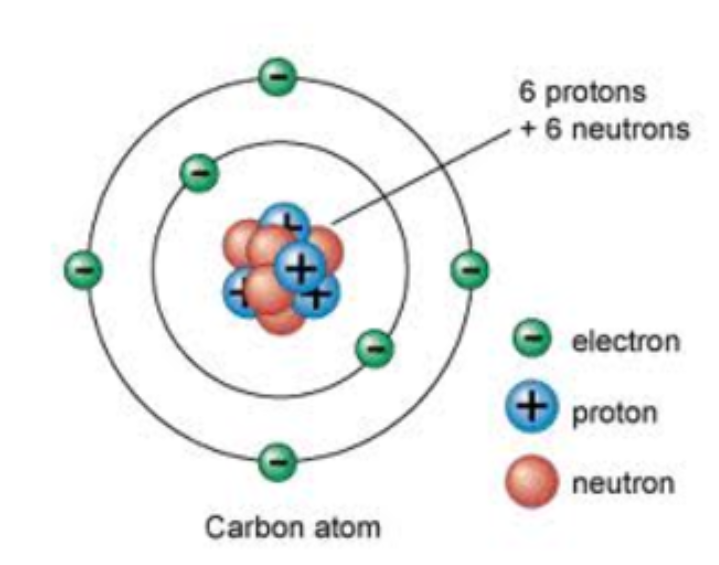 6 protons
+ 6 neutrons
electron
proton
neutron
Carbon atom